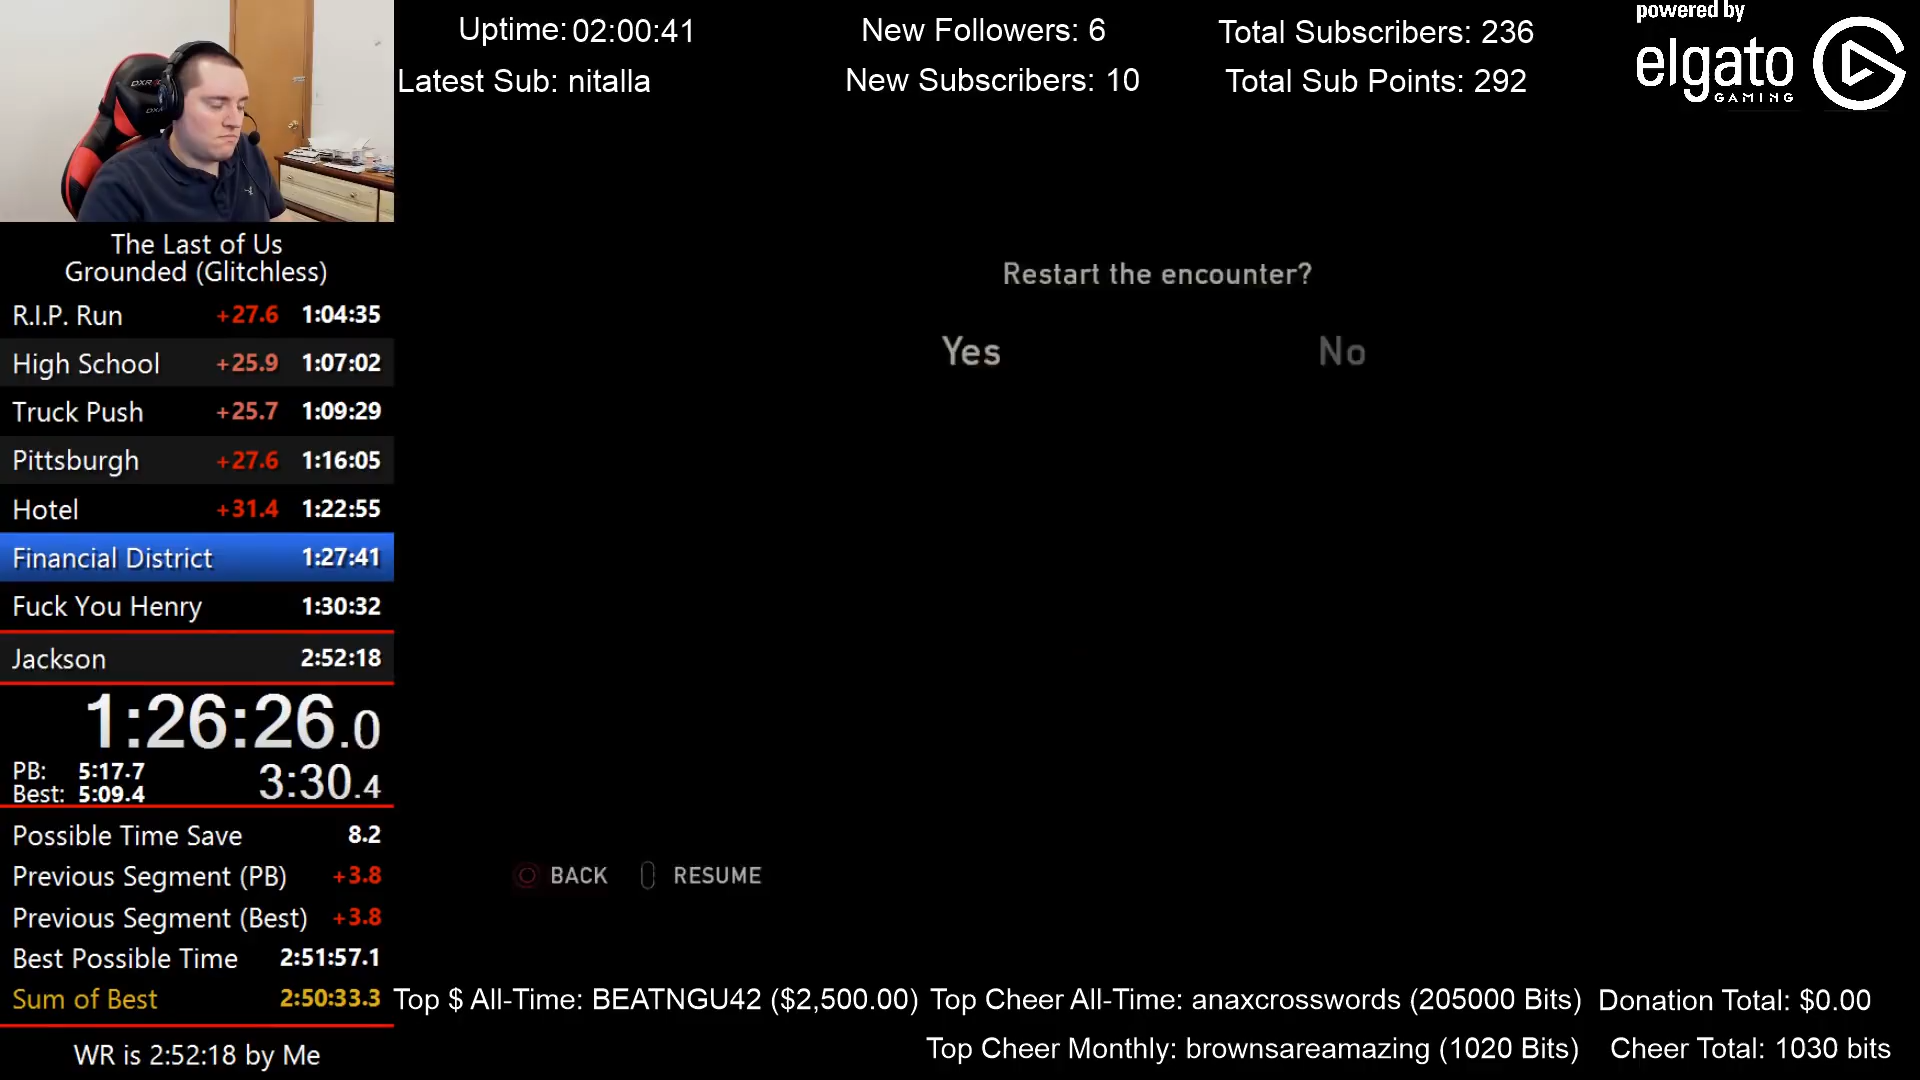 Uptime: 02:00:41
New Followers: 6
Total Subscribers: 236
powered by
elgato
GAMING
Latest Sub: nitalla
New Subscribers: 10
Total Sub Points: 292
DXR
The Last of Us
Grounded (Glitchless)
R.I.P. Run +27.6 1:04:35
High School +25.9 1:07:02
Truck Push +25.7 1:09:29
Pittsburgh +27.6 1:16:05
Hotel +31.4 1:22:55
Financial District 1:27:41
Fuck You Henry 1:30:32
Jackson 2:52:18
1:26:26.0
PB: 5:17.7
Best: 5:09.4
3:30.4
Possible Time Save 8.2
Previous Segment (PB) +3.8
Previous Segment (Best) +3.8
Best Possible Time 2:51:57.1
Sum of Best 2:50:33.3
WR is 2:52:18 by Me
Restart the encounter?
Yes No
BACK RESUME
Top $ All-Time: BEATNGU42 ($2,500.00) Top Cheer All-Time: anaxcrosswords (205000 Bits) Donation Total: $0.00
Top Cheer Monthly: brownsareamazing (1020 Bits) Cheer Total: 1030 bits